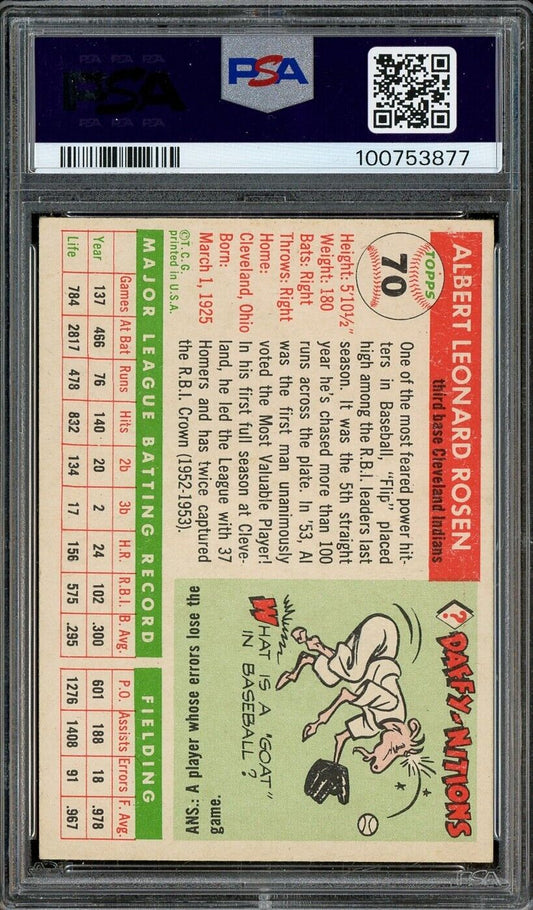 PSA PSA PSA
PSA
PSA PSA PSA
PSA
100753877
TOPPS
70
ALBERT LEONARD ROSEN
third base Cleveland Indians
Height: 5'10½"
Weight: 180
Bats: Right
Throws: Right
Home:
Cleveland, Ohio
Born:
March 1, 1925
©T. C. G.
printed in U.S.A.
One of the most feared power hit-
ters in Baseball, "Flip" placed
high among the R.B.I. leaders last
season. It was the 5th straight
year he's chased more than 100
runs across the plate. In '53, Al
was the first man unanimously
voted the Most Valuable Player!
In his first full season at Cleve-
land, he led the League with 37
Homers and has twice captured
the R.B.I. Crown (1952-1953).
? DAFFY-NITIONS
WHAT IS A "GOAT"
IN BASEBALL?
ANS.: A player whose errors lose the
game.
MAJOR LEAGUE BATTING RECORD FIELDING
Games At Bat Runs Hits 2b 3b H.R. R.B.I. B. Avg. P.O. Assists Errors F. Avg.
Year 137 466 76 140 20 2 24 102 .300 601 188 18 .978
Life 784 2817 478 832 134 17 156 575 .295 1276 1408 91 .967
PSA